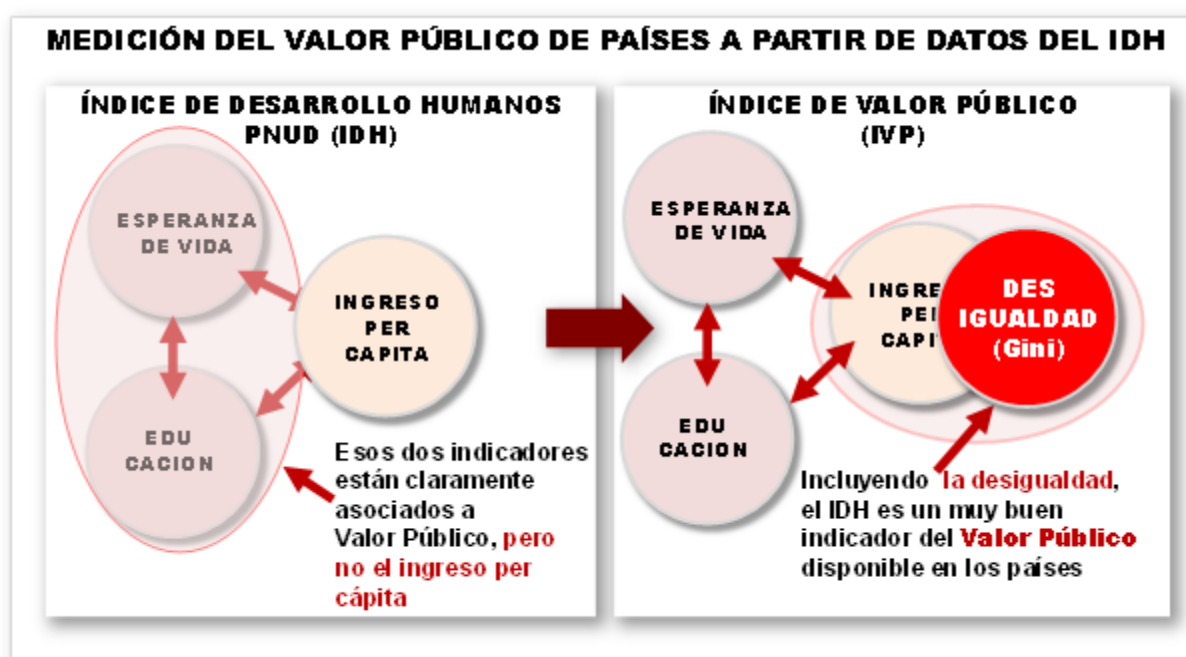 MEDICIÓN DEL VALOR PÚBLICO DE PAÍSES A PARTIR DE DATOS DEL IDH
ÍNDICE DE DESARROLLO HUMANOS
PNUD (IDH)
ESPERANZA
DE VIDA
INGRESO
PER
CAPITA
EDU
CACION
Esos dos indicadores
están claramente
asociados a
Valor Público, pero
no el ingreso per
cápita
ÍNDICE DE VALOR PÚBLICO
(IVP)
ESPERANZA
DE VIDA
INGRE
PE
CAPI
DES
IGUALDAD
(Gini)
EDU
CACION
Incluyendo la desigualdad,
el IDH es un muy buen
indicador del Valor Público
disponible en los países